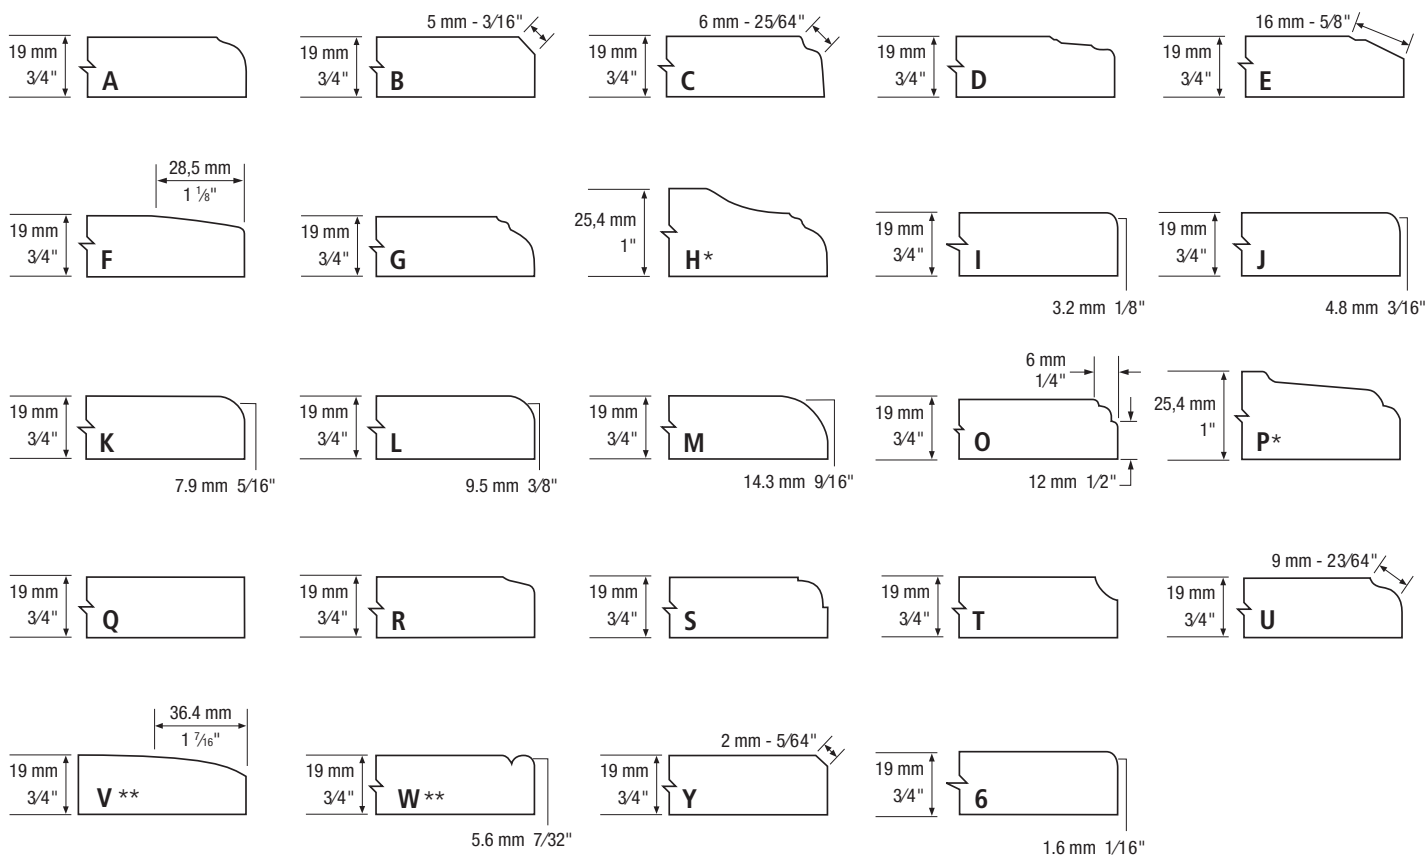 5 mm - 3/16"
19 mm
3/4"
A
19 mm
3/4"
B
6 mm - 25/64"
19 mm
3/4"
C
19 mm
3/4"
D
16 mm - 5/8"
19 mm
3/4"
E
28,5 mm
1 1/8"
19 mm
3/4"
F
19 mm
3/4"
G
25,4 mm
1"
H*
19 mm
3/4"
I
3.2 mm 1/8"
19 mm
3/4"
J
4.8 mm 3/16"
19 mm
3/4"
K
7.9 mm 5/16"
19 mm
3/4"
L
9.5 mm 3/8"
19 mm
3/4"
M
14.3 mm 9/16"
6 mm
1/4"
19 mm
3/4"
O
12 mm 1/2"
25,4 mm
1"
P*
19 mm
3/4"
Q
19 mm
3/4"
R
19 mm
3/4"
S
19 mm
3/4"
T
9 mm - 23/64"
19 mm
3/4"
U
36.4 mm
1 7/16"
19 mm
3/4"
V **
19 mm
3/4"
W **
5.6 mm 7/32"
2 mm - 5/64"
19 mm
3/4"
Y
19 mm
3/4"
6
1.6 mm 1/16"